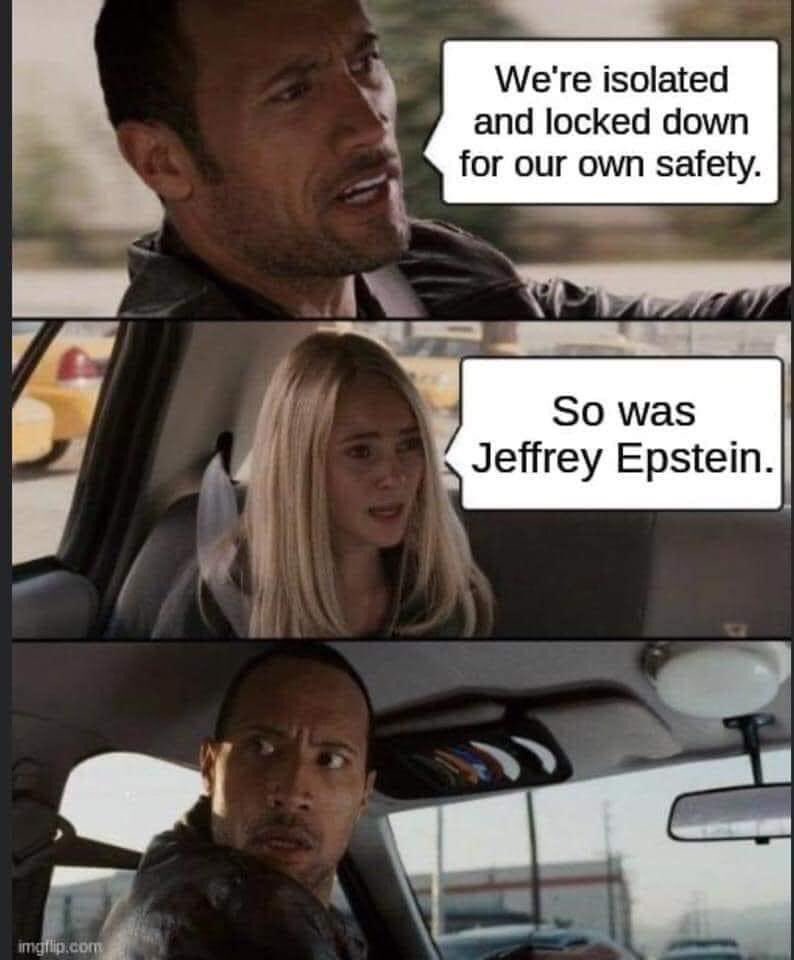 We're isolated
and locked down
for our own safety.
So was
Jeffrey Epstein.
imgflip.com